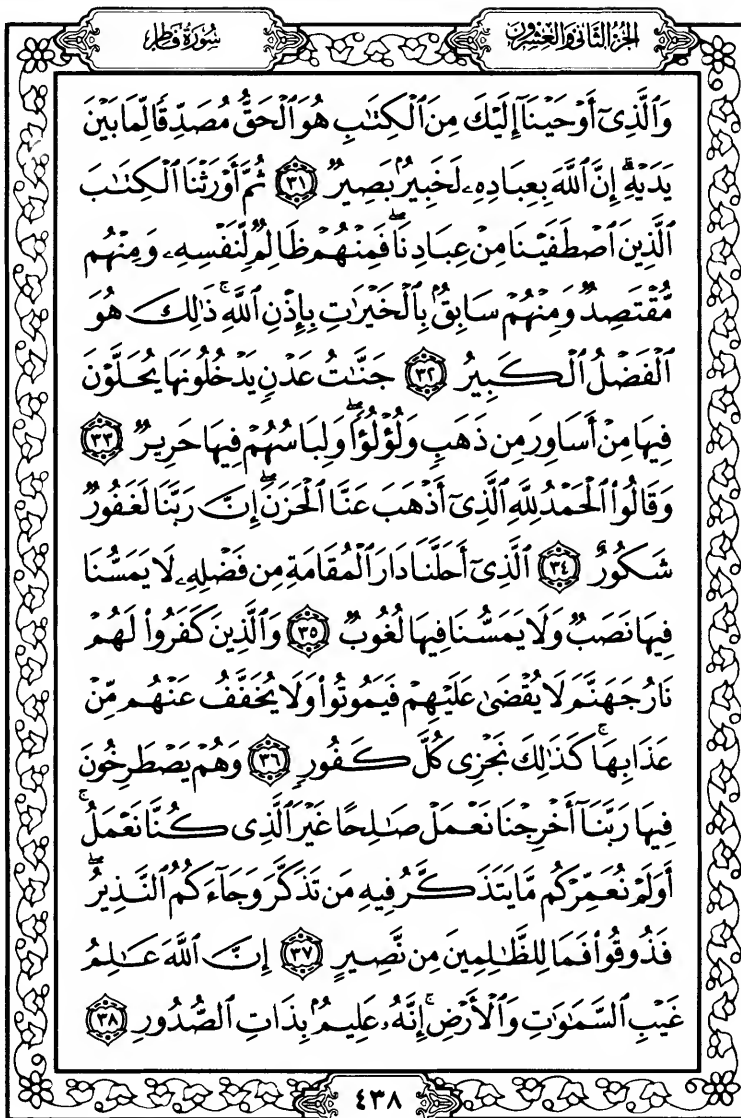 الجزء الثاني والعشرون
سورة فاطر
وَٱلَّذِىٓ أَوْحَيْنَآ إِلَيْكَ مِنَ ٱلْكِتَٰبِ هُوَ ٱلْحَقُّ مُصَدِّقًا لِّمَا بَيْنَ
يَدَيْهِ ۗ إِنَّ ٱللَّهَ بِعِبَادِهِۦ لَخَبِيرٌۢ بَصِيرٌ ٣١ ثُمَّ أَوْرَثْنَا ٱلْكِتَٰبَ
ٱلَّذِينَ ٱصْطَفَيْنَا مِنْ عِبَادِنَا ۖ فَمِنْهُمْ ظَالِمٌ لِّنَفْسِهِۦ وَمِنْهُم
مُّقْتَصِدٌ وَمِنْهُمْ سَابِقٌۢ بِٱلْخَيْرَٰتِ بِإِذْنِ ٱللَّهِ ۚ ذَٰلِكَ هُوَ
ٱلْفَضْلُ ٱلْكَبِيرُ ٣٢ جَنَّٰتُ عَدْنٍ يَدْخُلُونَهَا يُحَلَّوْنَ
فِيهَا مِنْ أَسَاوِرَ مِن ذَهَبٍ وَلُؤْلُؤًا ۖ وَلِبَاسُهُمْ فِيهَا حَرِيرٌ ٣٣
وَقَالُوا۟ ٱلْحَمْدُ لِلَّهِ ٱلَّذِىٓ أَذْهَبَ عَنَّا ٱلْحَزَنَ ۖ إِنَّ رَبَّنَا لَغَفُورٌ
شَكُورٌ ٣٤ ٱلَّذِىٓ أَحَلَّنَا دَارَ ٱلْمُقَامَةِ مِن فَضْلِهِۦ لَا يَمَسُّنَا
فِيهَا نَصَبٌ وَلَا يَمَسُّنَا فِيهَا لُغُوبٌ ٣٥ وَٱلَّذِينَ كَفَرُوا۟ لَهُمْ
نَارُ جَهَنَّمَ لَا يُقْضَىٰ عَلَيْهِمْ فَيَمُوتُوا۟ وَلَا يُخَفَّفُ عَنْهُم مِّنْ
عَذَابِهَا ۚ كَذَٰلِكَ نَجْزِى كُلَّ كَفُورٍ ٣٦ وَهُمْ يَصْطَرِخُونَ
فِيهَا رَبَّنَآ أَخْرِجْنَا نَعْمَلْ صَٰلِحًا غَيْرَ ٱلَّذِى كُنَّا نَعْمَلُ ۚ
أَوَلَمْ نُعَمِّرْكُم مَّا يَتَذَكَّرُ فِيهِ مَن تَذَكَّرَ وَجَآءَكُمُ ٱلنَّذِيرُ ۖ
فَذُوقُوا۟ فَمَا لِلظَّٰلِمِينَ مِن نَّصِيرٍ ٣٧ إِنَّ ٱللَّهَ عَٰلِمُ
غَيْبِ ٱلسَّمَٰوَٰتِ وَٱلْأَرْضِ ۚ إِنَّهُۥ عَلِيمٌۢ بِذَاتِ ٱلصُّدُورِ ٣٨
٤٣٨